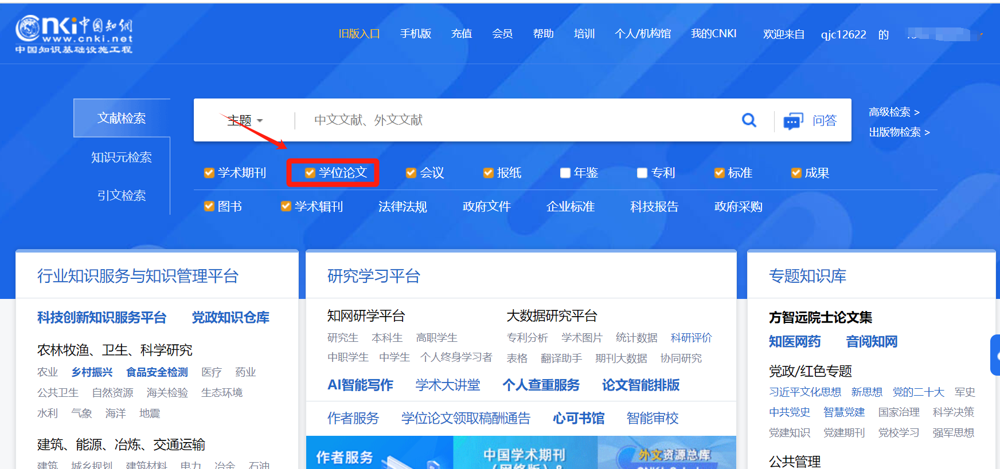 CNKI中国知网
www.cnki.net
中国知识基础设施工程
旧版入口 手机版 充值 会员 帮助 培训 个人/机构馆 我的CNKI 欢迎来自 qjc12622 的
文献检索
知识元检索
引文检索
主题 中文文献、外文文献 问答
高级检索 >
出版物检索 >
学术期刊 学位论文 会议 报纸 年鉴 专利 标准 成果
图书 学术辑刊 法律法规 政府文件 企业标准 科技报告 政府采购
行业知识服务与知识管理平台
科技创新知识服务平台 党政知识仓库
农林牧渔、卫生、科学研究
农业 乡村振兴 食品安全检测 医疗 药业
公共卫生 自然资源 海关检验 生态环境
水利 气象 海洋 地震
建筑、能源、冶炼、交通运输
建筑 城乡规划 建筑材料 电力 冶金 石油
研究学习平台
知网研学平台
研究生 本科生 高职学生
中职学生 中学生 个人终身学习者
大数据研究平台
专利分析 学术图片 统计数据 科研评价
表格 翻译助手 期刊大数据 协同研究
AI智能写作 学术大讲堂 个人查重服务 论文智能排版
作者服务 学位论文领取稿酬通告 心可书馆 智能审校
作者服务
中国学术期刊
（网络版）&
外文资源总库
专题知识库
方智远院士论文集
知医网药 音阅知网
党政/红色专题
习近平文化思想 新思想 党的二十大 军史
中共党史 智慧党建 国家治理 科学决策
党建知识 党建期刊 党校学习 强军思想
公共管理